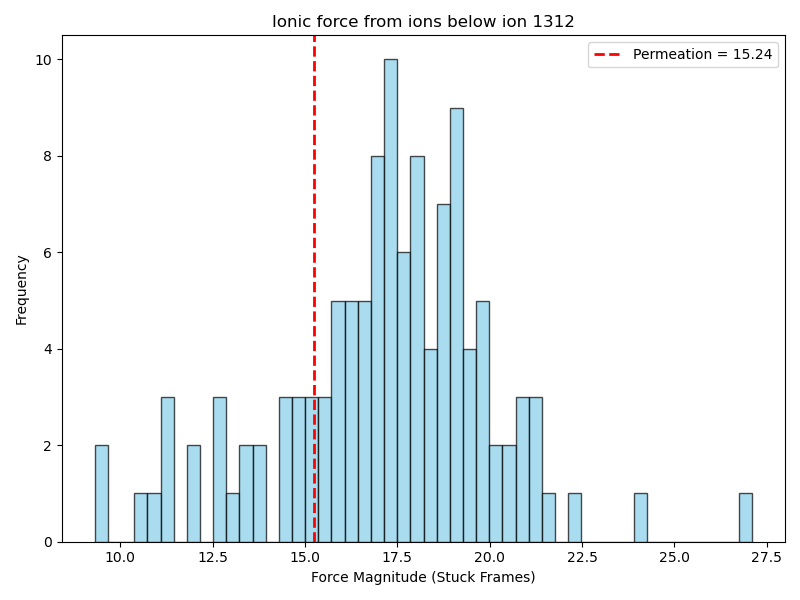 Ionic force from ions below ion 1312
Permeation = 15.24
10
8
6
4
2
0
Frequency
10.0 12.5 15.0 17.5 20.0 22.5 25.0 27.5
Force Magnitude (Stuck Frames)